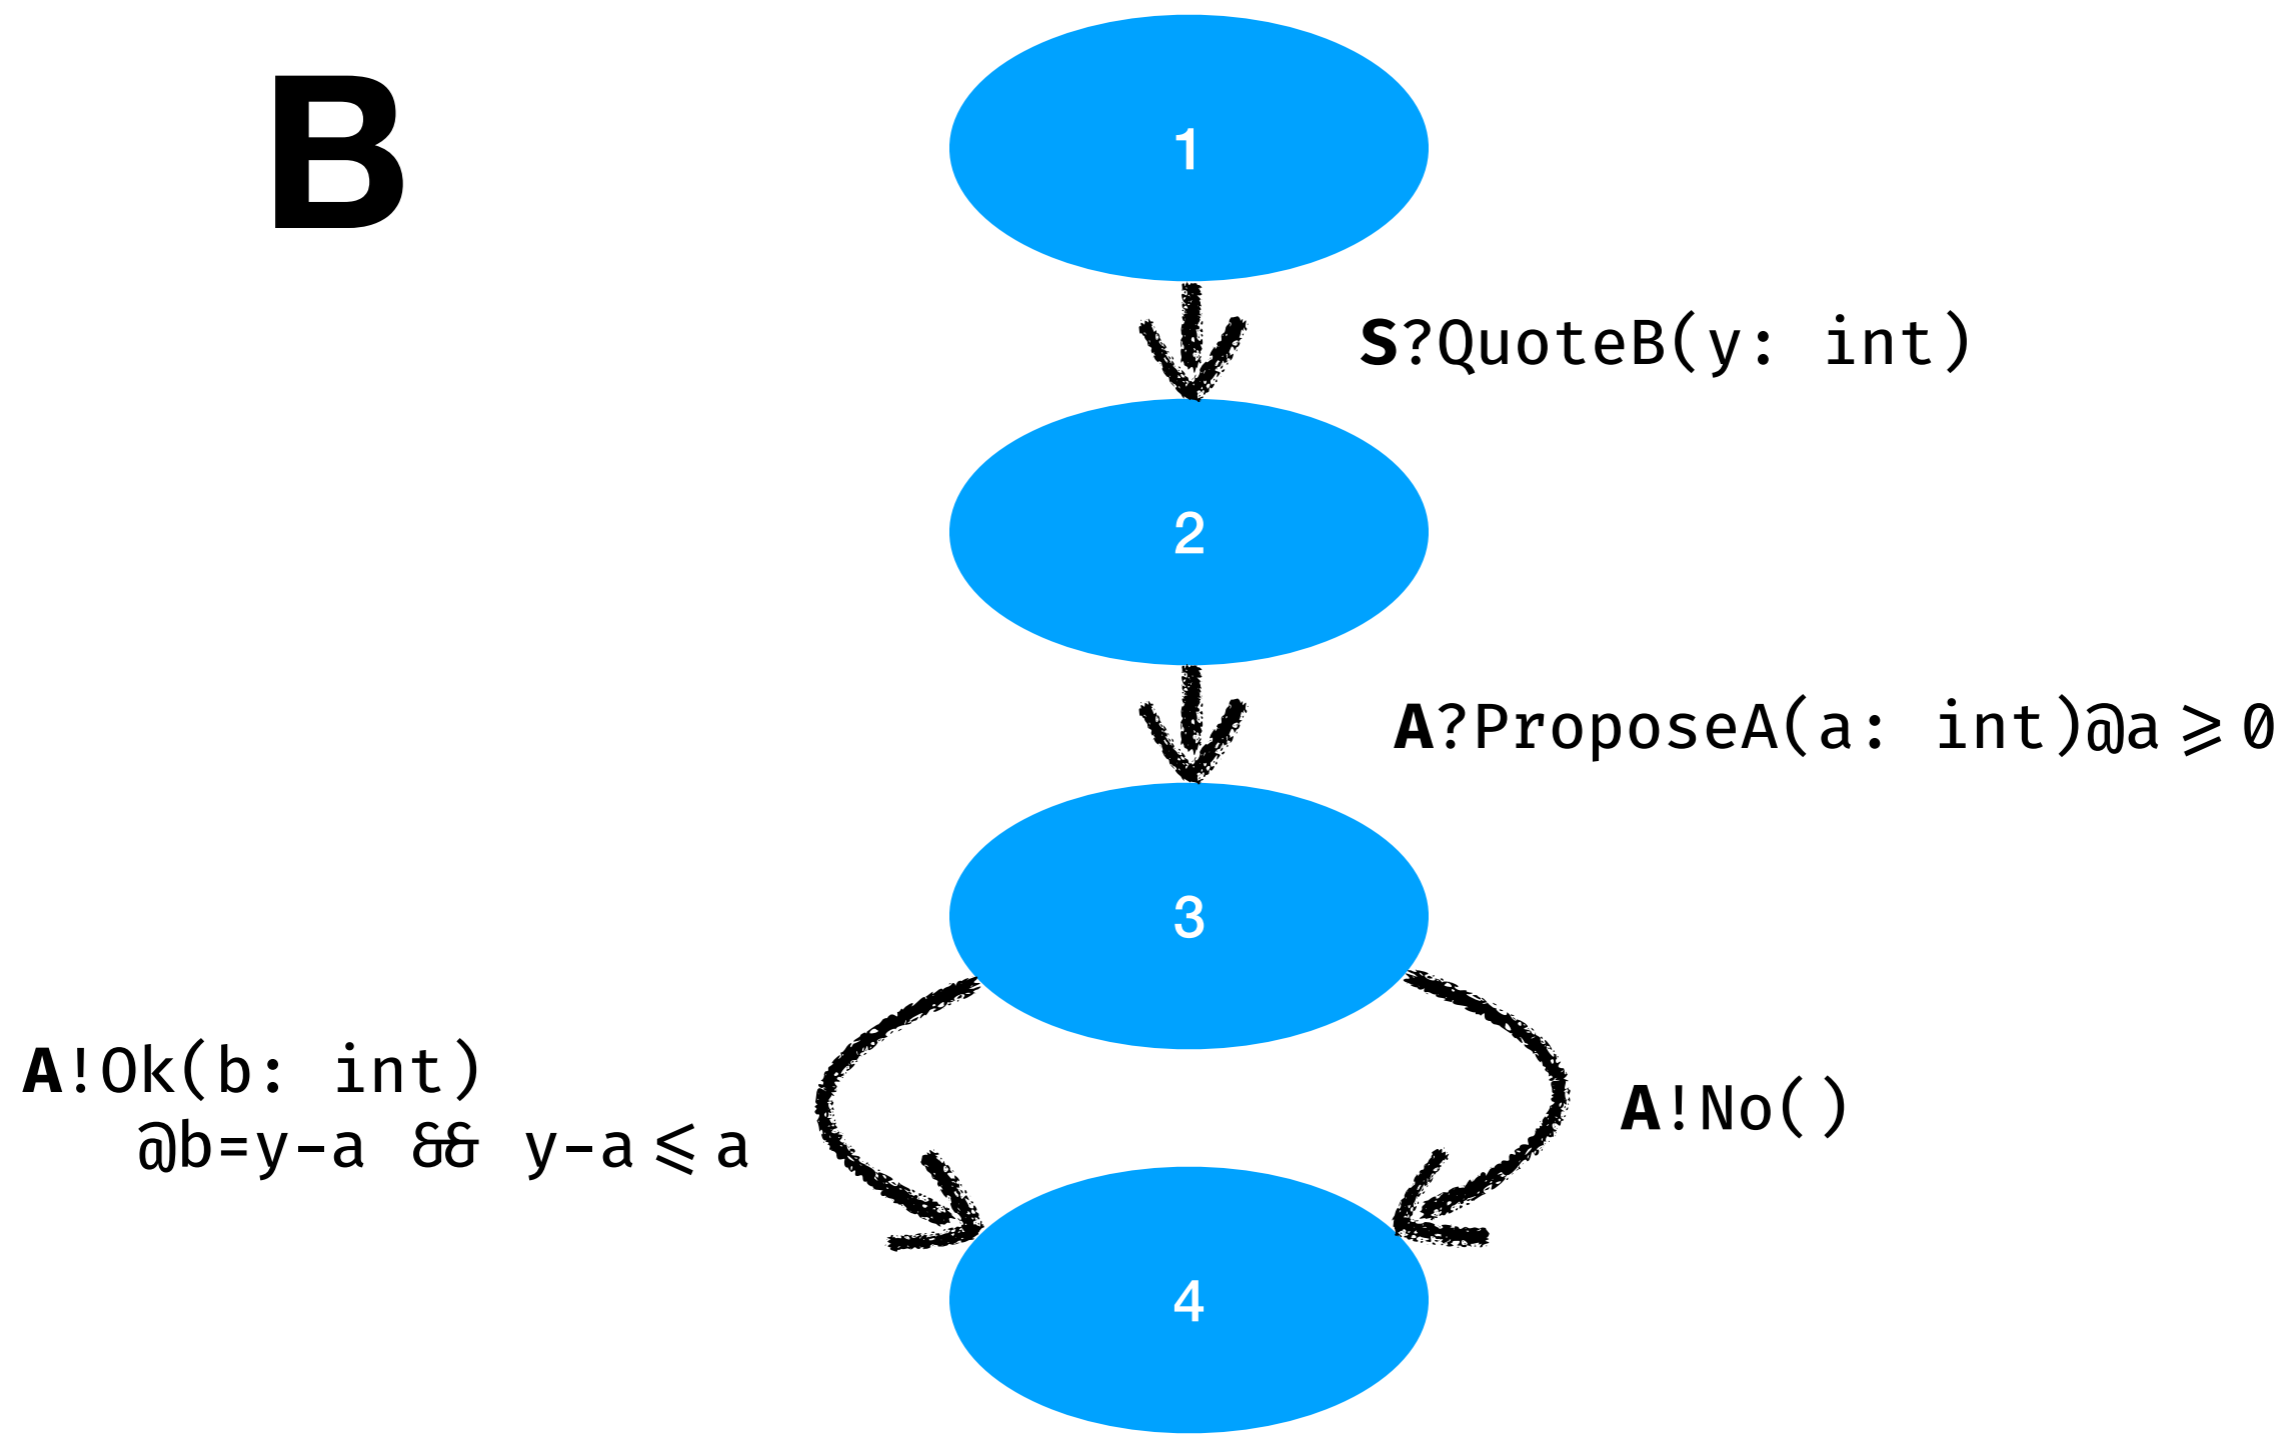 B
1
S?QuoteB(y: int)
2
A?ProposeA(a: int)@a⩾0
3
A!Ok(b: int)
@b=y-a && y-a⩽a
A!No()
4